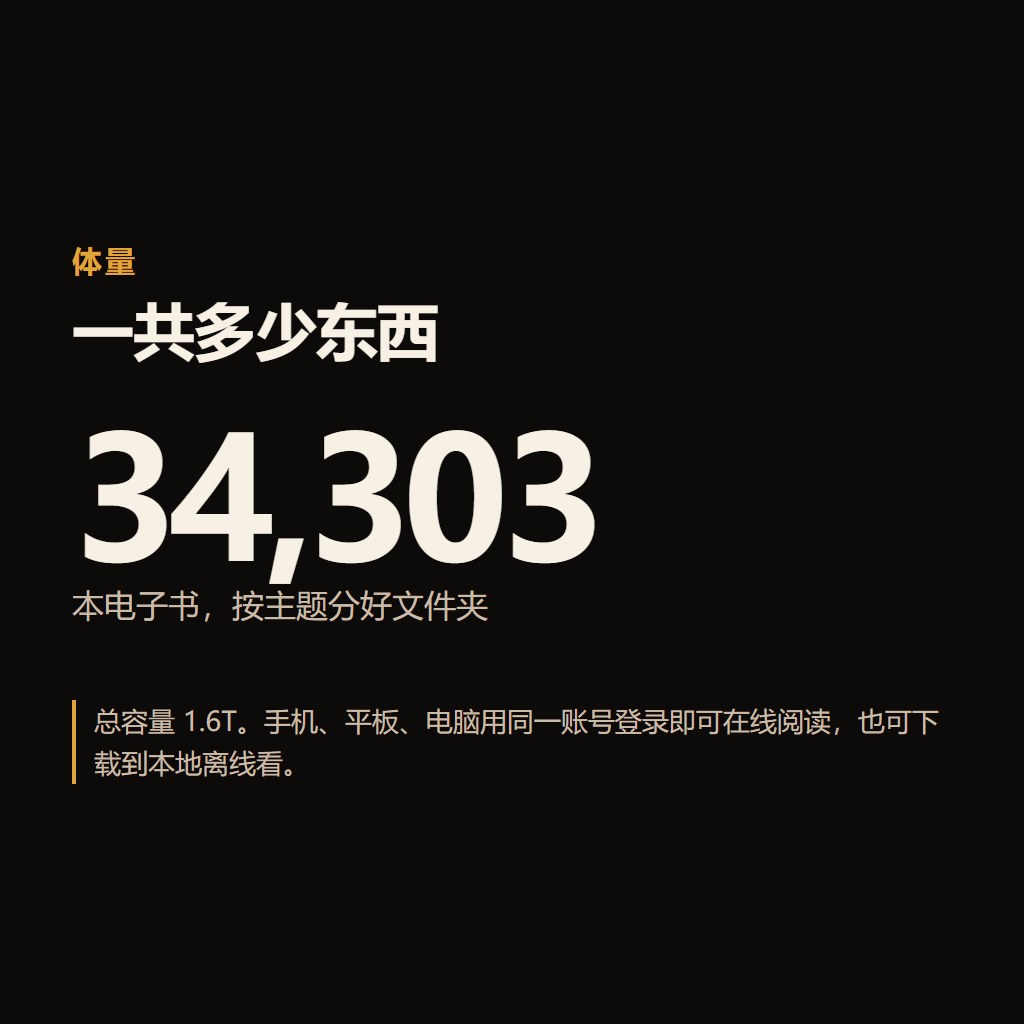 体量
一共多少东西
34,303
本电子书，按主题分好文件夹
总容量 1.6T。手机、平板、电脑用同一账号登录即可在线阅读，也可下
载到本地离线看。